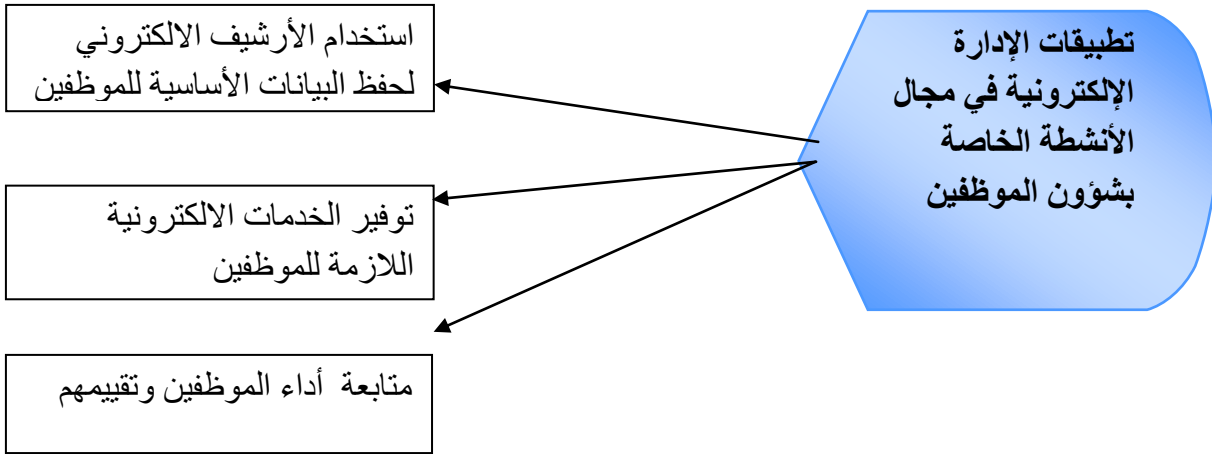 تطبيقات الإدارة
الإلكترونية في مجال
الأنشطة الخاصة
بشؤون الموظفين
استخدام الأرشيف الالكتروني
لحفظ البيانات الأساسية للموظفين
توفير الخدمات الالكترونية
اللازمة للموظفين
متابعة أداء الموظفين وتقييمهم